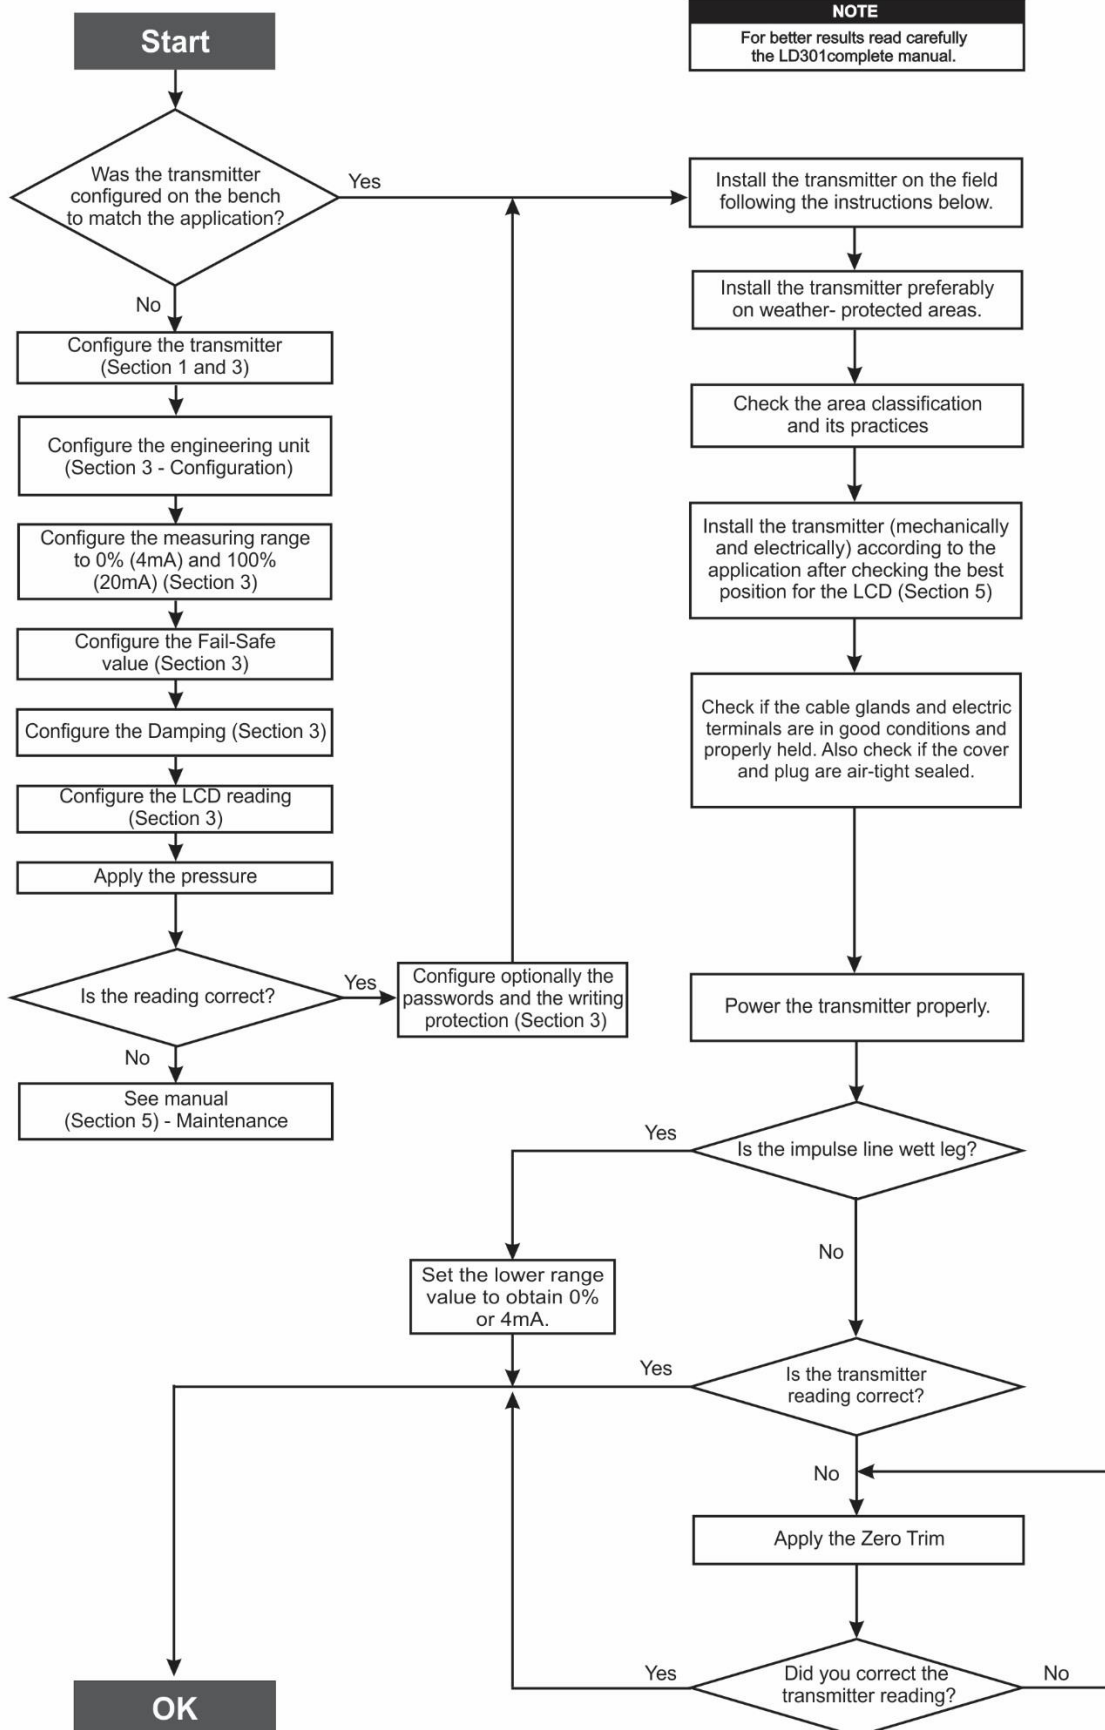 Start
NOTE
For better results read carefully
the LD301complete manual.
Was the transmitter
configured on the bench
to match the application?
Yes
No
Configure the transmitter
(Section 1 and 3)
Configure the engineering unit
(Section 3 - Configuration)
Configure the measuring range
to 0% (4mA) and 100%
(20mA) (Section 3)
Configure the Fail-Safe
value (Section 3)
Configure the Damping (Section 3)
Configure the LCD reading
(Section 3)
Apply the pressure
Is the reading correct?
Yes
Configure optionally the
passwords and the writing
protection (Section 3)
No
See manual
(Section 5) - Maintenance
Install the transmitter on the field
following the instructions below.
Install the transmitter preferably
on weather- protected areas.
Check the area classification
and its practices
Install the transmitter (mechanically
and electrically) according to the
application after checking the best
position for the LCD (Section 5)
Check if the cable glands and electric
terminals are in good conditions and
properly held. Also check if the cover
and plug are air-tight sealed.
Power the transmitter properly.
Is the impulse line wett leg?
Yes
No
Set the lower range
value to obtain 0%
or 4mA.
Is the transmitter
reading correct?
Yes
No
Apply the Zero Trim
Did you correct the
transmitter reading?
Yes
No
OK